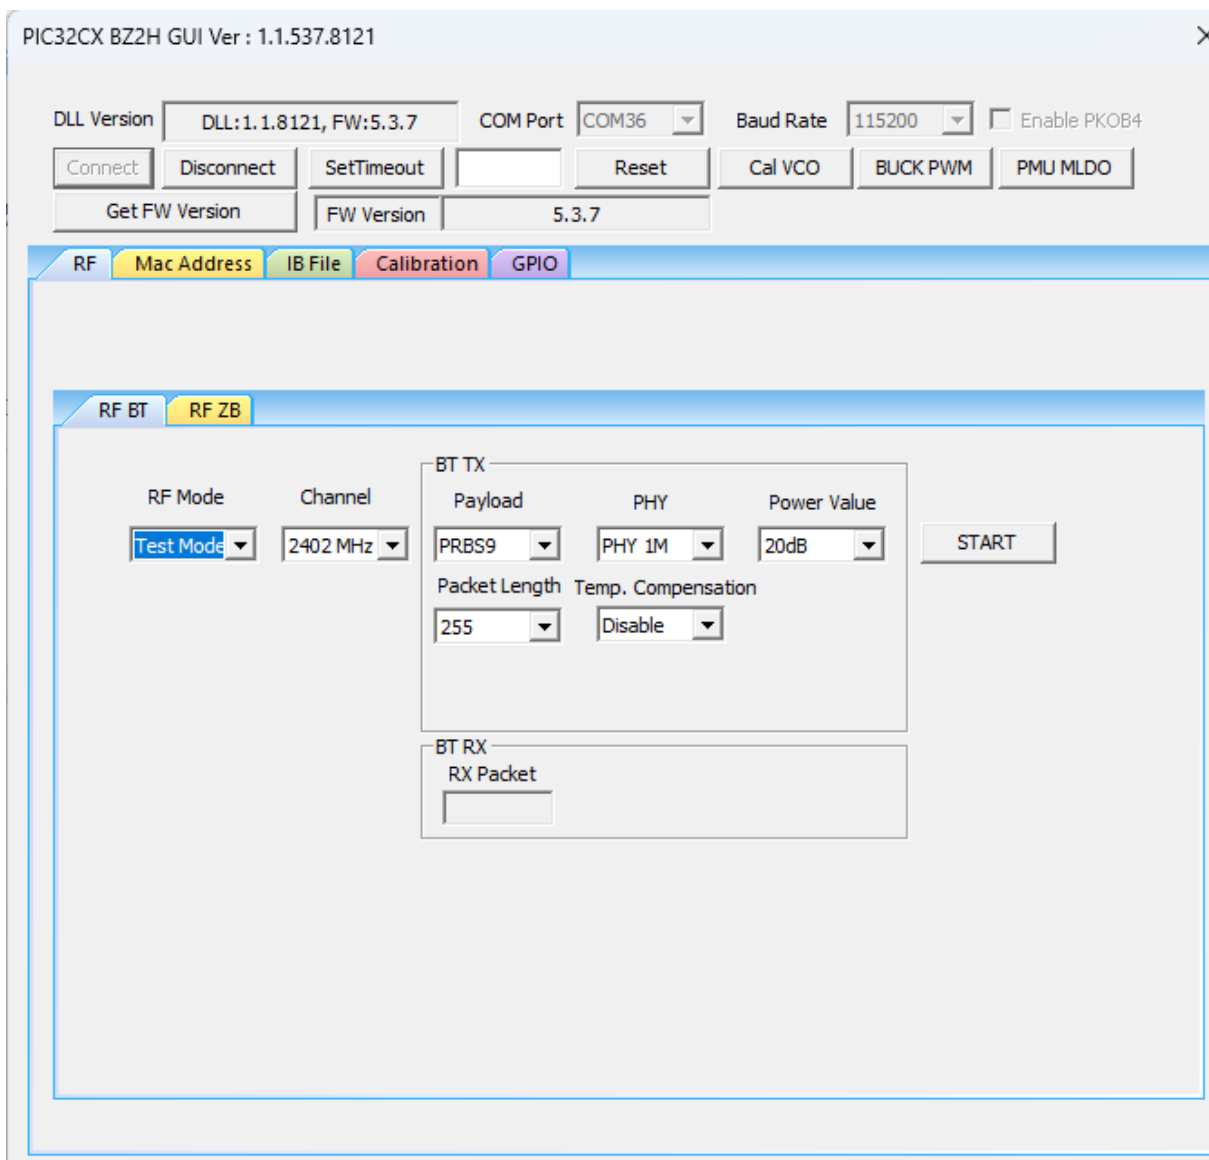 PIC32CX BZ2H GUI Ver : 1.1.537.8121
DLL Version DLL:1.1.8121, FW:5.3.7 COM Port COM36 Baud Rate 115200 Enable PKOB4
Connect Disconnect SetTimeout Reset Cal VCO BUCK PWM PMU MLDO
Get FW Version FW Version 5.3.7
RF Mac Address IB File Calibration GPIO
RF BT RF ZB
BT TX
RF Mode Channel Payload PHY Power Value
Test Mode 2402 MHz PRBS9 PHY 1M 20dB START
Packet Length Temp. Compensation
255 Disable
BT RX
RX Packet